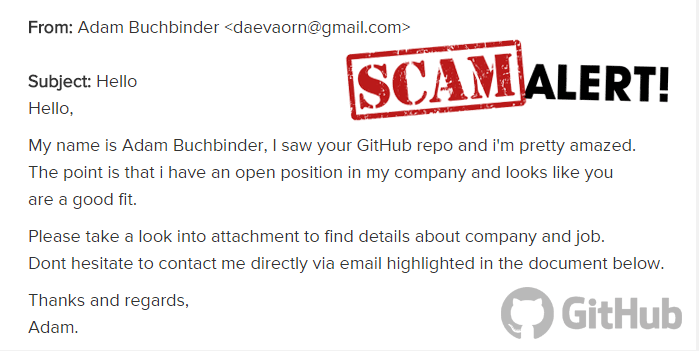 From: Adam Buchbinder <daevaorn@gmail.com>
SCAM ALERT!
Subject: Hello
Hello,
My name is Adam Buchbinder, I saw your GitHub repo and i'm pretty amazed.
The point is that i have an open position in my company and looks like you
are a good fit.
Please take a look into attachment to find details about company and job.
Dont hesitate to contact me directly via email highlighted in the document below.
Thanks and regards,
Adam.
GitHub